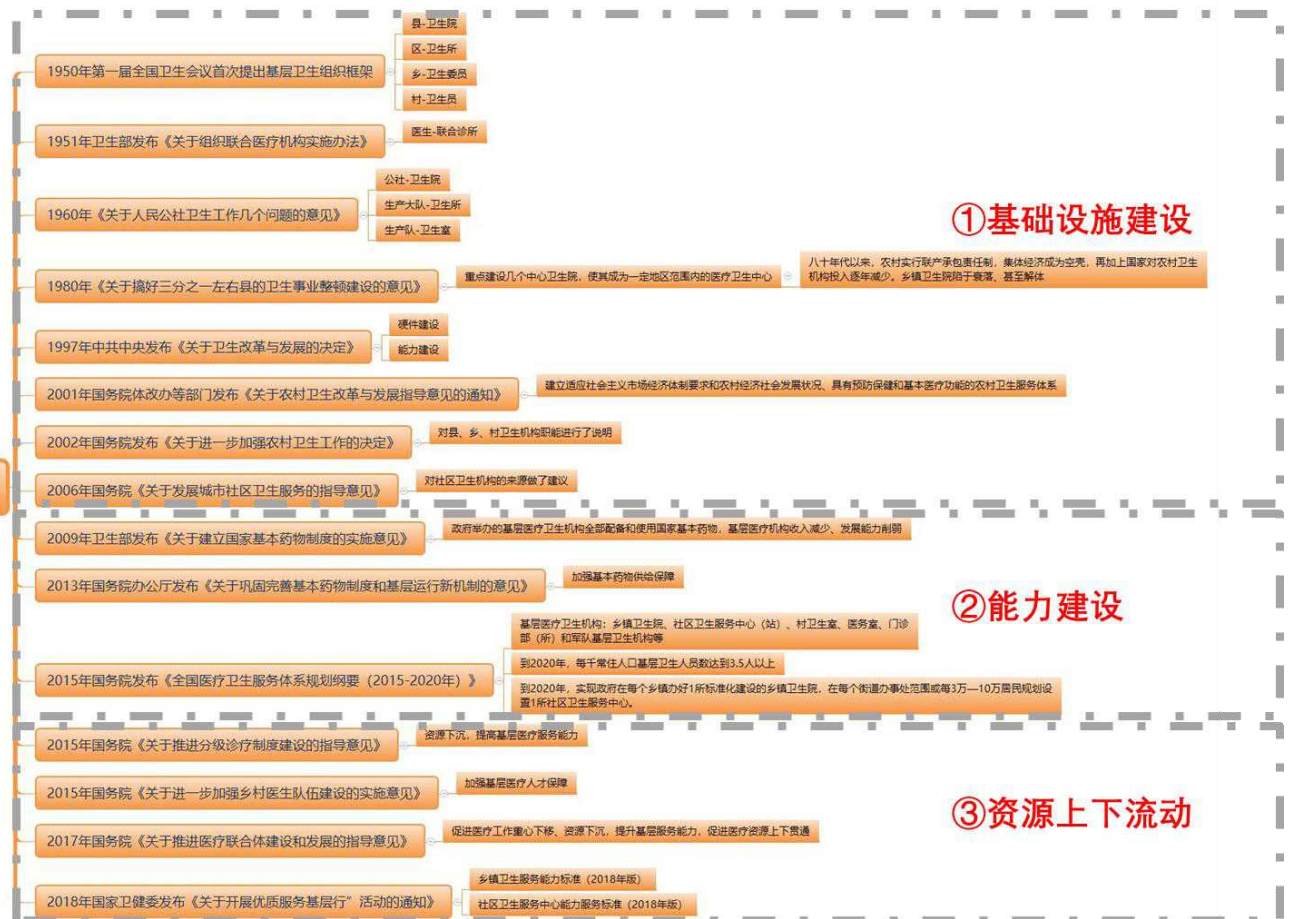 县-卫生院
区-卫生所
1950年第一届全国卫生会议首次提出基层卫生组织框架
乡-卫生委员
村-卫生员
1951年卫生部发布《关于组织联合医疗机构实施办法》
医生-联合诊所
公社-卫生院
1960年《关于人民公社卫生工作几个问题的意见》
生产大队-卫生所
生产队-卫生室
①基础设施建设
1980年《关于搞好三分之一左右县的卫生事业整顿建设的意见》
重点建设几个中心卫生院，使其成为一定地区范围内的医疗卫生中心
八十年代以来，农村实行联产承包责任制，集体经济成为空壳，再加上国家对农村卫生
机构投入逐年减少。乡镇卫生院陷于衰落、甚至解体
硬件建设
1997年中共中央发布《关于卫生改革与发展的决定》
能力建设
2001年国务院体改办等部门发布《关于农村卫生改革与发展指导意见的通知》
建立适应社会主义市场经济体制要求和农村经济社会发展状况、具有预防保健和基本医疗功能的农村卫生服务体系
2002年国务院发布《关于进一步加强农村卫生工作的决定》
对县、乡、村卫生机构职能进行了说明
2006年国务院《关于发展城市社区卫生服务的指导意见》
对社区卫生机构的来源做了建议
2009年卫生部发布《关于建立国家基本药物制度的实施意见》
政府举办的基层医疗卫生机构全部配备和使用国家基本药物，基层医疗机构收入减少、发展能力削弱
2013年国务院办公厅发布《关于巩固完善基本药物制度和基层运行新机制的意见》
加强基本药物供给保障
②能力建设
基层医疗卫生机构：乡镇卫生院、社区卫生服务中心（站）、村卫生室、医务室、门诊
部（所）和军队基层卫生机构等
2015年国务院发布《全国医疗卫生服务体系规划纲要（2015-2020年）》
到2020年，每千常住人口基层卫生人员数达到3.5人以上
到2020年，实现政府在每个乡镇办好1所标准化建设的乡镇卫生院，在每个街道办事处范围或每3万—10万居民规划设
置1所社区卫生服务中心。
2015年国务院《关于推进分级诊疗制度建设的指导意见》
资源下沉，提高基层医疗服务能力
2015年国务院《关于进一步加强乡村医生队伍建设的实施意见》
加强基层医疗人才保障
③资源上下流动
2017年国务院《关于推进医疗联合体建设和发展的指导意见》
促进医疗工作重心下移、资源下沉，提升基层服务能力，促进医疗资源上下贯通
2018年国家卫健委发布《关于开展优质服务基层行”活动的通知》
乡镇卫生服务能力标准（2018年版）
社区卫生服务中心能力服务标准（2018年版）